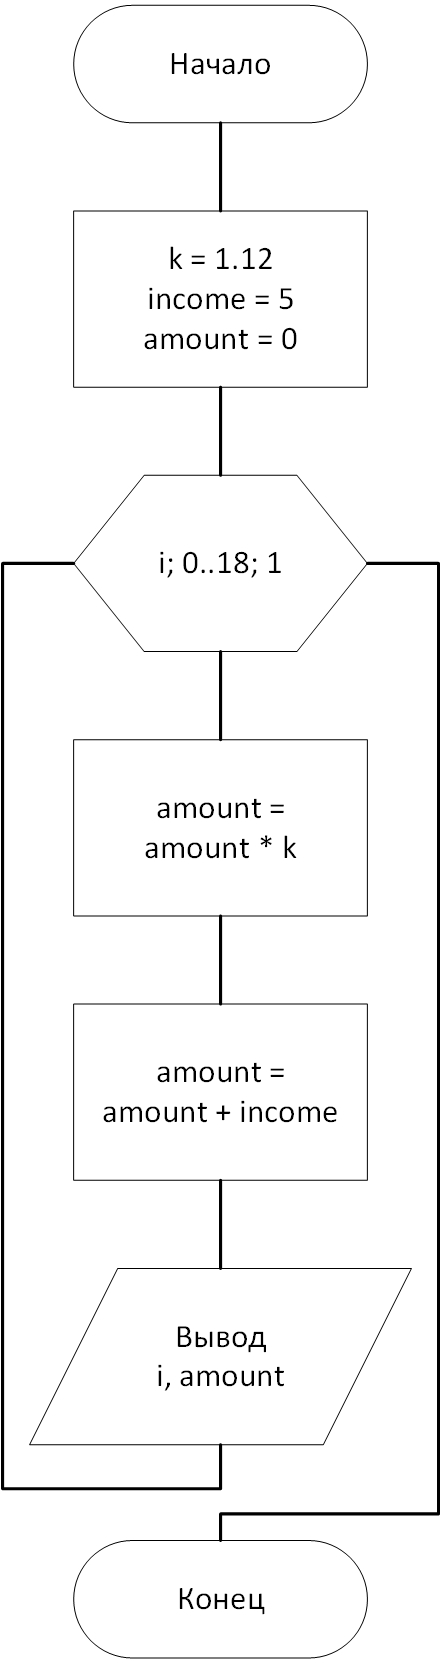 Начало
k = 1.12
income = 5
amount = 0
i; 0..18; 1
amount =
amount * k
amount =
amount + income
Вывод
i, amount
Конец